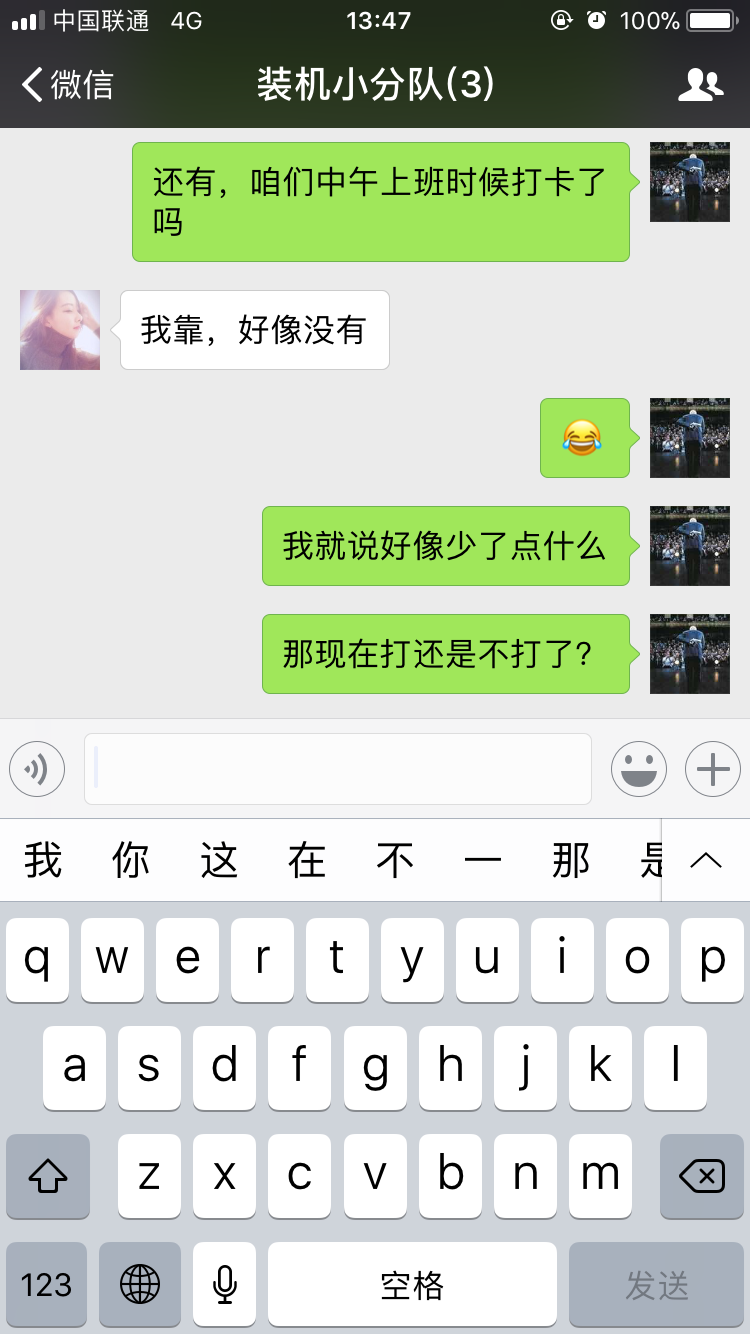 中国联通 4G 13:47 100%
微信 装机小分队(3)
还有，咱们中午上班时候打卡了
吗
我靠，好像没有
😂
我就说好像少了点什么
那现在打还是不打了？
我 你 这 在 不 一 那 是
q w e r t y u i o p
a s d f g h j k l
z x c v b n m
123 空格 发送